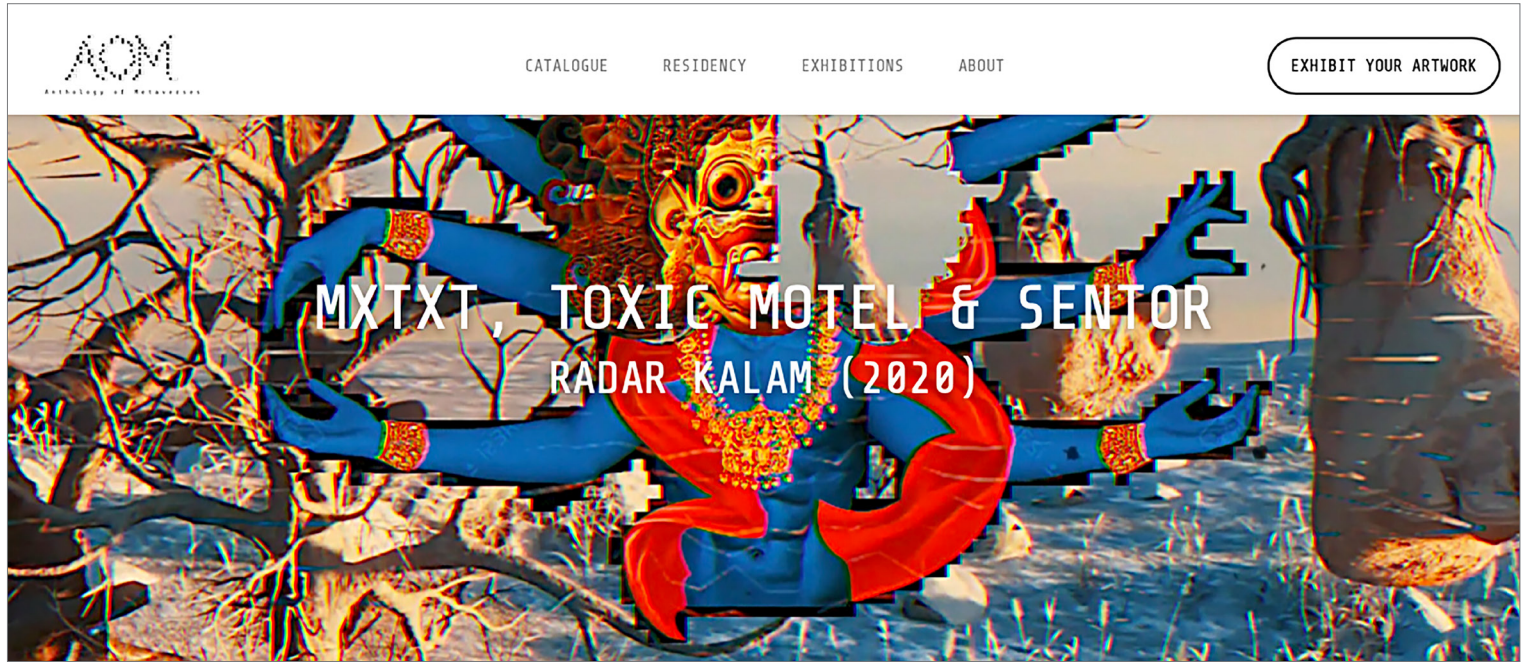 AOM
Anthology of Metaverses
CATALOGUE
RESIDENCY
EXHIBITIONS
ABOUT
EXHIBIT YOUR ARTWORK
MXTXT, TOXIC MOTEL & SENTOR
RADAR KALAM (2020)